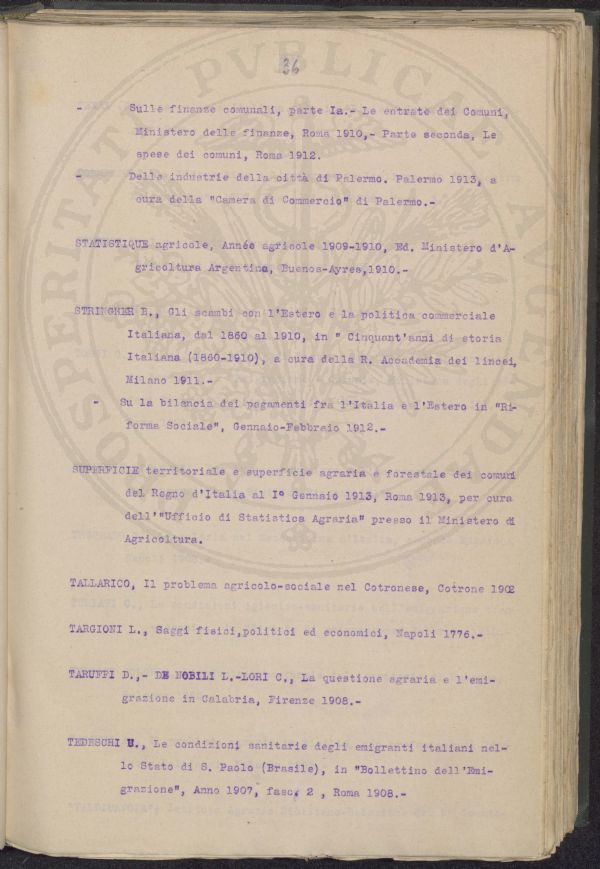 36
- Sulle finanze comunali, parte Ia.- Le entrate dei Comuni,
Ministero delle finanze, Roma 1910,- Parte seconda, Le
spese dei comuni, Roma 1912.
- Delle industrie della città di Palermo. Palermo 1913, a
cura della "Camera di Commercio" di Palermo.-
STATISTIQUE agricole, Année agricole 1909-1910, Ed. Ministero d'A-
gricoltura Argentina, Buenos-Ayres,1910.-
STRINGHER B., Gli scambi con l'Estero e la politica commerciale
Italiana, dal 1860 al 1910, in " Cinquant'anni di storia
Italiana (1860-1910), a cura della R. Accademia dei lincei,
Milano 1911.-
- Su la bilancia dei pagamenti fra l'Italia e l'Estero in "Ri-
forma Sociale", Gennaio-Febbraio 1912.-
SUPERFICIE territoriale e superficie agraria e forestale dei comuni
del Regno d'Italia al I° Gennaio 1913, Roma 1913, per cura
dell'"Ufficio di Statistica Agraria" presso il Ministero di
Agricoltura.
TALLARICO, Il problema agricolo-sociale nel Cotronese, Cotrone 1902
TARGIONI L., Saggi fisici,politici ed economici, Napoli 1776.-
TARUFFI D.,- DE NOBILI L.-LORI C., La questione agraria e l'emi-
grazione in Calabria, Firenze 1908.-
TEDESCHI U., Le condizioni sanitarie degli emigranti italiani nel-
lo Stato di S. Paolo (Brasile), in "Bollettino dell'Emi-
grazione", Anno 1907, fasc. 2 , Roma 1908.-
PUBLICAE PROSPERITATI AUGENDAE